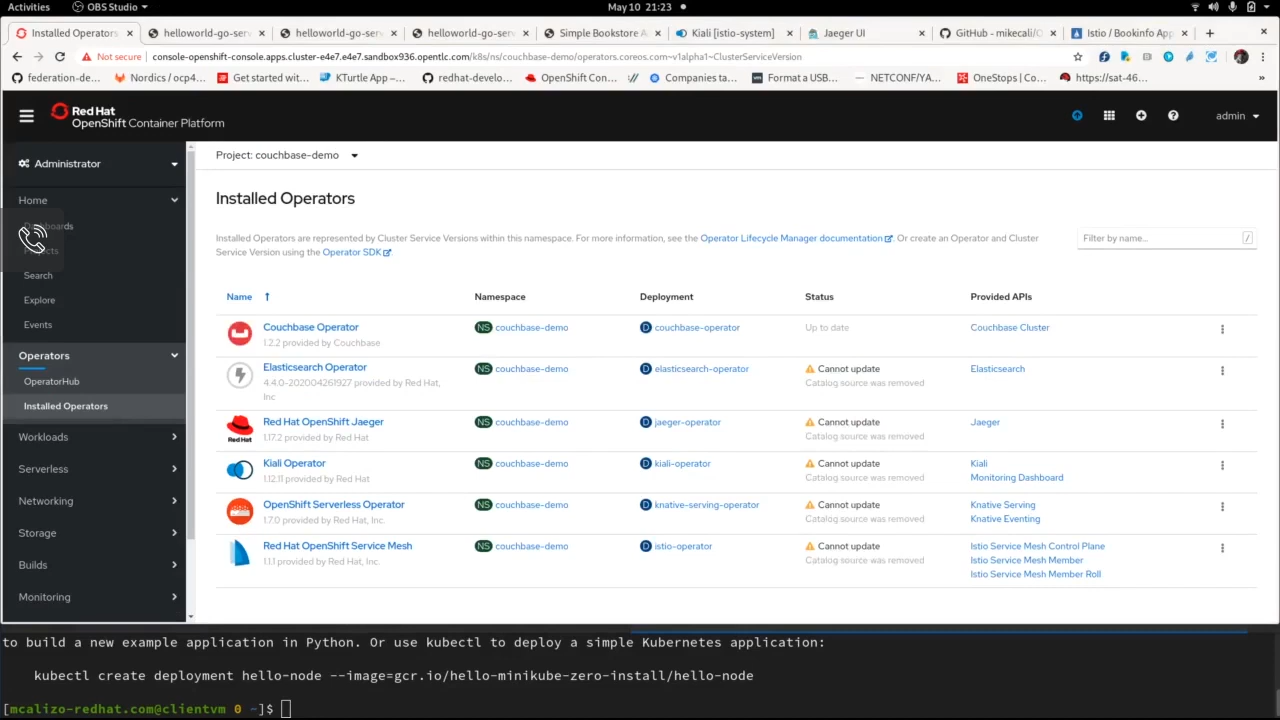 Activities OBS Studio May 10 21:23
Installed Operators helloworld-go-serv helloworld-go-serv helloworld-go-serv Simple Bookstore A Kiali [istio-system] Jaeger UI GitHub - mikecali/O Istio / Bookinfo App
Not secure console-openshift-console.apps.cluster-e4e7.e4e7.sandbox936.opentlc.com/k8s/ns/couchbase-demo/operators.coreos.com~v1alpha1~ClusterServiceVersion
federation-de... Nordics / ocp4... Get started wit... KTurtle App –... redhat-develo... OpenShift Con... Companies ta... Format a USB... NETCONF/YA... OneStops | Co... https://sat-46... »
Red Hat
OpenShift Container Platform
admin
Administrator
Home
Dashboards
Projects
Search
Explore
Events
Operators
OperatorHub
Installed Operators
Workloads
Serverless
Networking
Storage
Builds
Monitoring
Project: couchbase-demo
Installed Operators
Installed Operators are represented by Cluster Service Versions within this namespace. For more information, see the Operator Lifecycle Manager documentation. Or create an Operator and Cluster
Service Version using the Operator SDK.
Filter by name... /
Name Namespace Deployment Status Provided APIs
Couchbase Operator NS couchbase-demo D couchbase-operator Up to date Couchbase Cluster
1.2.2 provided by Couchbase
Elasticsearch Operator NS couchbase-demo D elasticsearch-operator Cannot update Elasticsearch
4.4.0-202004261927 provided by Red Hat, Catalog source was removed
Inc
Red Hat OpenShift Jaeger NS couchbase-demo D jaeger-operator Cannot update Jaeger
Red Hat 1.17.2 provided by Red Hat Catalog source was removed
Kiali Operator NS couchbase-demo D kiali-operator Cannot update Kiali
1.12.11 provided by Red Hat Catalog source was removed Monitoring Dashboard
OpenShift Serverless Operator NS couchbase-demo D knative-serving-operator Cannot update Knative Serving
1.7.0 provided by Red Hat, Inc. Catalog source was removed Knative Eventing
Red Hat OpenShift Service Mesh NS couchbase-demo D istio-operator Cannot update Istio Service Mesh Control Plane
1.1.1 provided by Red Hat, Inc. Catalog source was removed Istio Service Mesh Member
Istio Service Mesh Member Roll
to build a new example application in Python. Or use kubectl to deploy a simple Kubernetes application:
kubectl create deployment hello-node --image=gcr.io/hello-minikube-zero-install/hello-node
[mcalizo-redhat.com@clientvm 0 ~]$